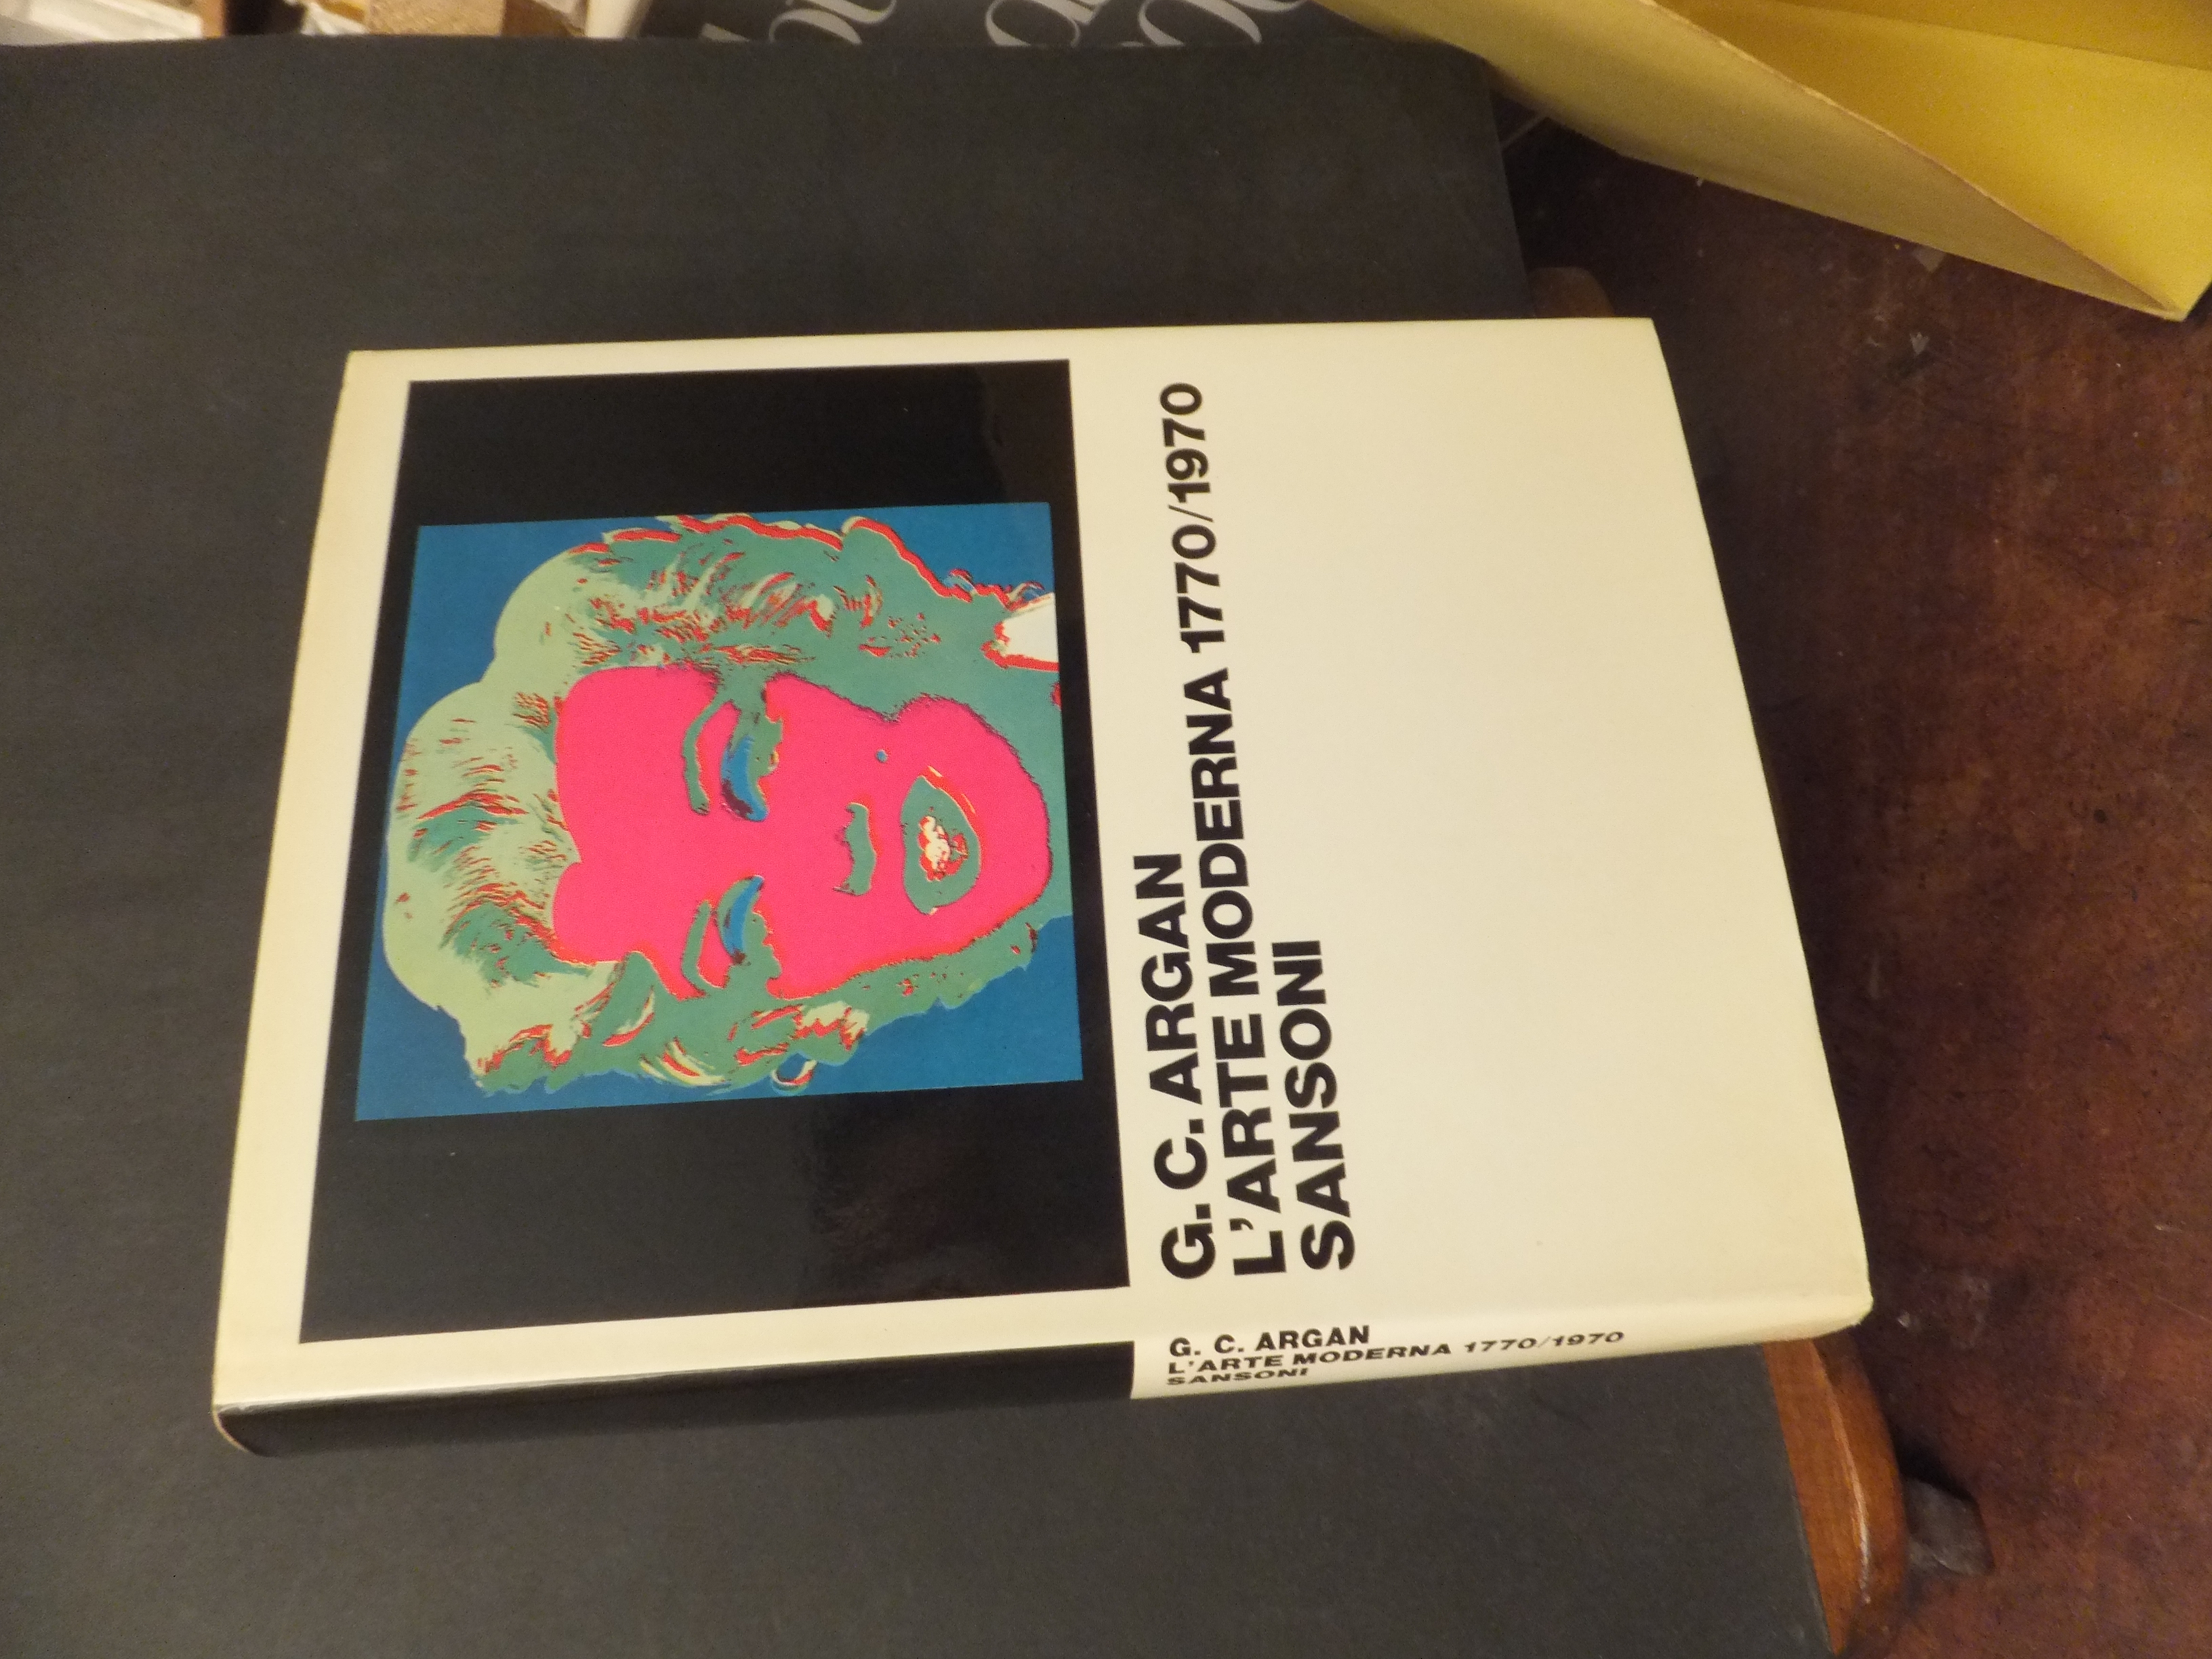 G. C. ARGAN
L'ARTE MODERNA 1770/1970
SANSONI
G. C. ARGAN
L'ARTE MODERNA 1770/1970
SANSONI